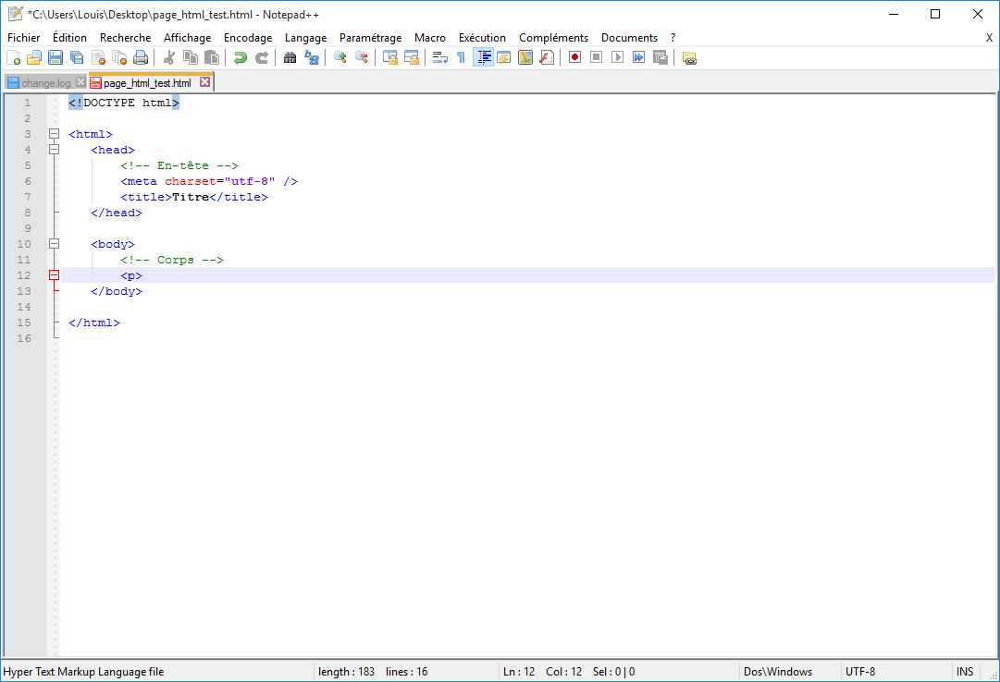 *C:\Users\Louis\Desktop\page_html_test.html - Notepad++
Fichier Édition Recherche Affichage Encodage Langage Paramétrage Macro Exécution Compléments Documents ? X
change.log page_html_test.html
1 <!DOCTYPE html>
2
3 <html>
4 <head>
5 <!-- En-tête -->
6 <meta charset="utf-8" />
7 <title>Titre</title>
8 </head>
9
10 <body>
11 <!-- Corps -->
12 <p>
13 </body>
14
15 </html>
16
Hyper Text Markup Language file length : 183 lines : 16 Ln : 12 Col : 12 Sel : 0 | 0 Dos\Windows UTF-8 INS